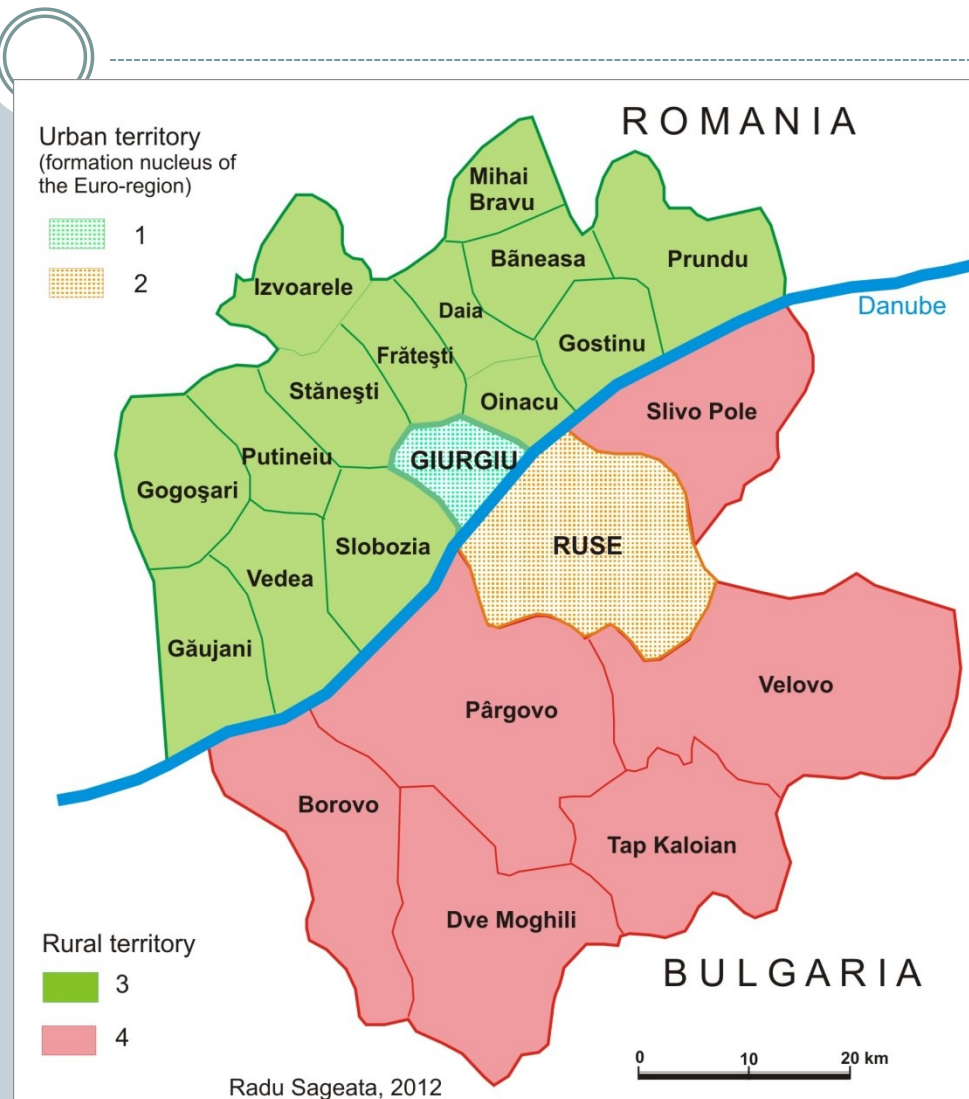 ROMANIA
Urban territory
(formation nucleus of
the Euro-region)
1
2
Mihai
Bravu
Bãneasa
Prundu
Izvoarele
Daia
Danube
Gostinu
Frăteşti
Stăneşti
Oinacu
Slivo Pole
Putineiu
GIURGIU
Gogoşari
Slobozia
RUSE
Vedea
Găujani
Velovo
Pârgovo
Borovo
Tap Kaloian
Dve Moghili
Rural territory
3
4
BULGARIA
0 10 20 km
Radu Sageata, 2012